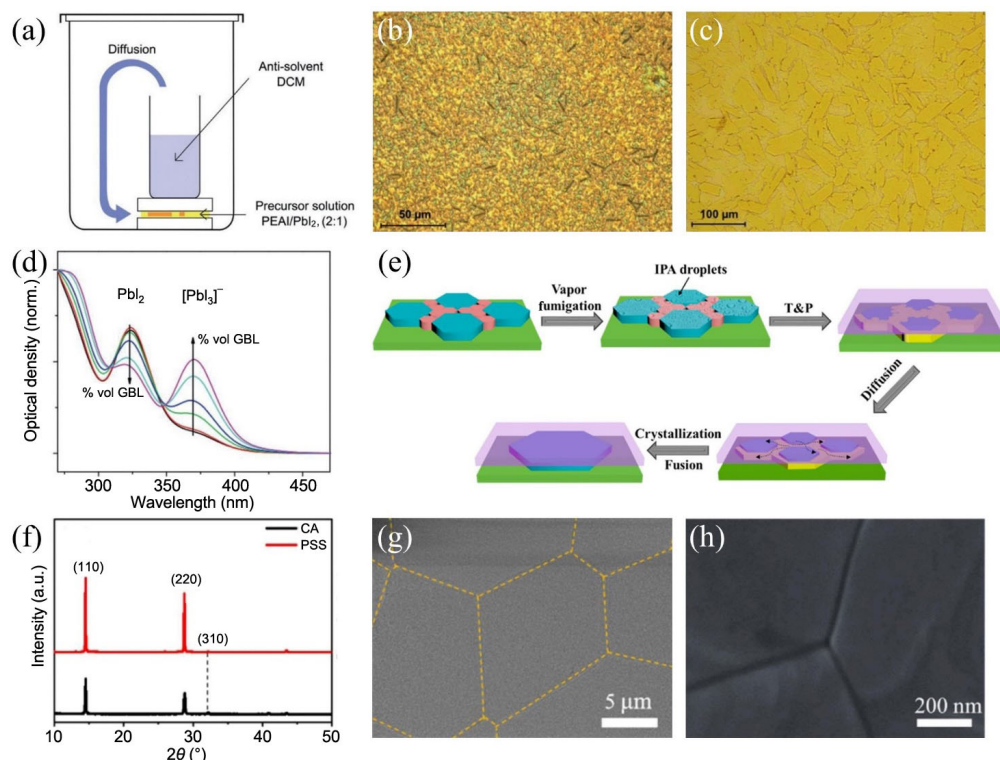 (a)
Diffusion
Anti-solvent
DCM
Precursor solution
PEAI/PbI₂, (2:1)
(b)
50 µm
(c)
100 µm
(d)
Optical density (norm.)
PbI₂
[PbI₃]⁻
% vol GBL
% vol GBL
300
350
400
450
Wavelength (nm)
(e)
IPA droplets
Vapor
fumigation
T&P
Diffusion
Crystallization
Fusion
(f)
Intensity (a.u.)
CA
PSS
(110)
(220)
(310)
10
20
30
40
50
2θ (°)
(g)
5 µm
(h)
200 nm